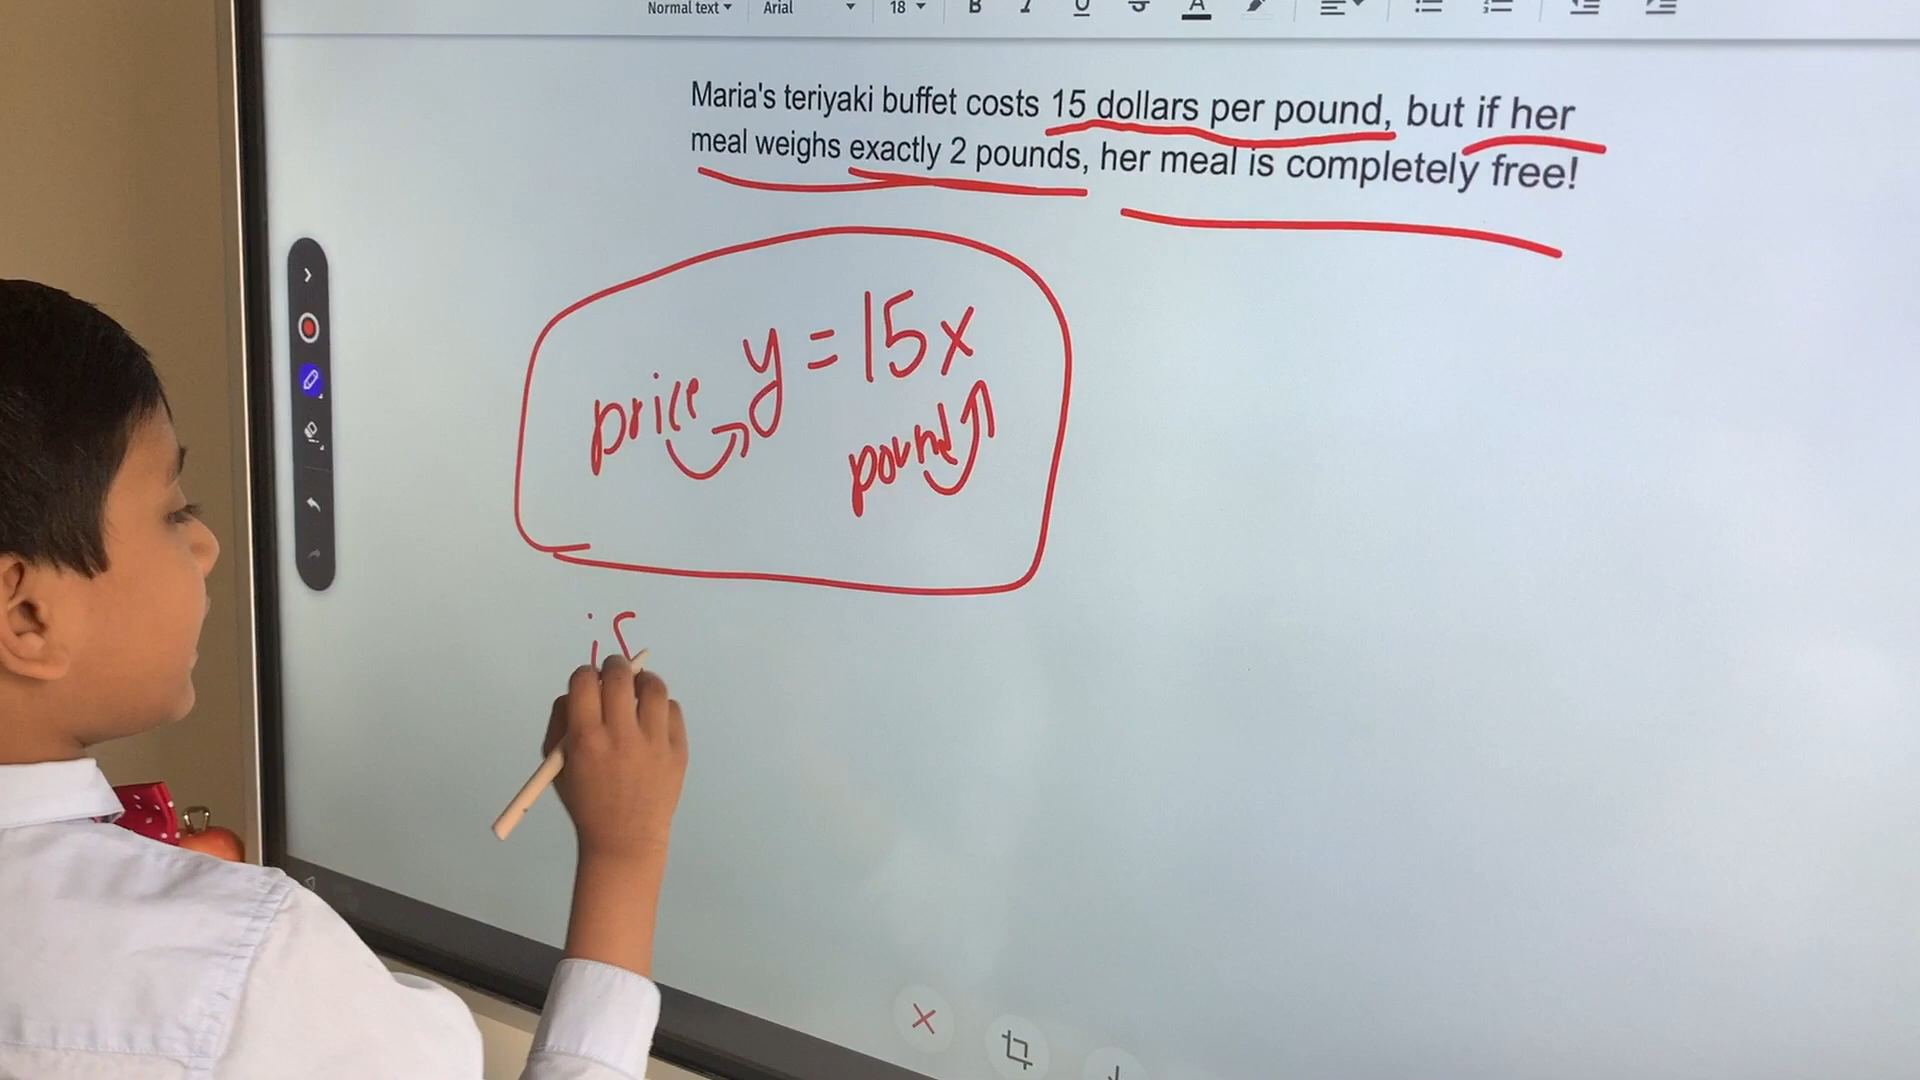 Normal text Arial 18 B I U S A
Maria's teriyaki buffet costs 15 dollars per pound, but if her
meal weighs exactly 2 pounds, her meal is completely free!
y = 15x
price
pound
if